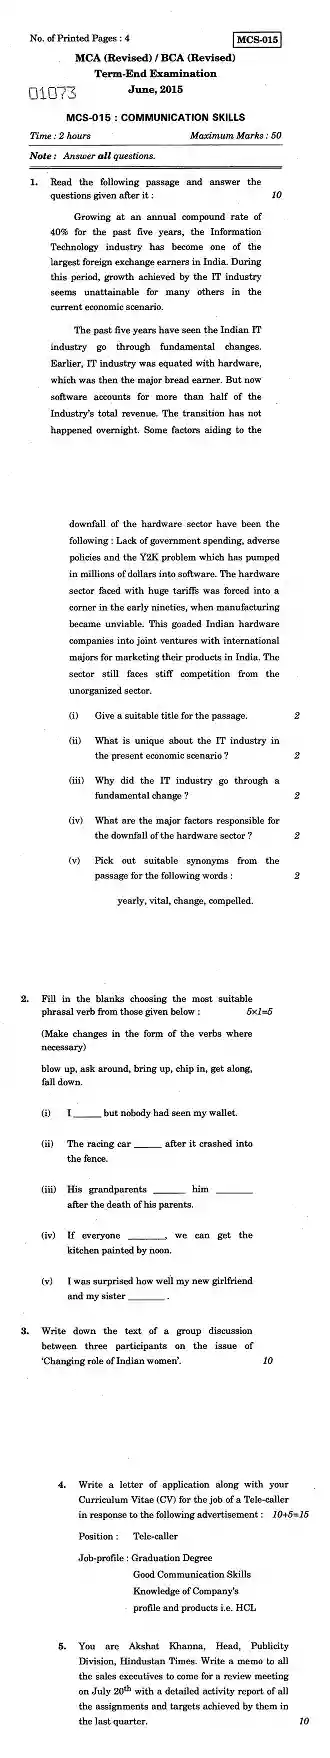 No. of Printed Pages : 4
MCS-015
MCA (Revised) / BCA (Revised)
Term-End Examination
01073
June, 2015
MCS-015 : COMMUNICATION SKILLS
Time : 2 hours Maximum Marks : 50
Note : Answer all questions.
1. Read the following passage and answer the
questions given after it : 10
Growing at an annual compound rate of
40% for the past five years, the Information
Technology industry has become one of the
largest foreign exchange earners in India. During
this period, growth achieved by the IT industry
seems unattainable for many others in the
current economic scenario.
The past five years have seen the Indian IT
industry go through fundamental changes.
Earlier, IT industry was equated with hardware,
which was then the major bread earner. But now
software accounts for more than half of the
Industry's total revenue. The transition has not
happened overnight. Some factors aiding to the
downfall of the hardware sector have been the
following : Lack of government spending, adverse
policies and the Y2K problem which has pumped
in millions of dollars into software. The hardware
sector faced with huge tariffs was forced into a
corner in the early nineties, when manufacturing
became unviable. This goaded Indian hardware
companies into joint ventures with international
majors for marketing their products in India. The
sector still faces stiff competition from the
unorganized sector.
(i) Give a suitable title for the passage. 2
(ii) What is unique about the IT industry in
the present economic scenario ? 2
(iii) Why did the IT industry go through a
fundamental change ? 2
(iv) What are the major factors responsible for
the downfall of the hardware sector ? 2
(v) Pick out suitable synonyms from the
passage for the following words : 2
yearly, vital, change, compelled.
2. Fill in the blanks choosing the most suitable
phrasal verb from those given below : 5×1=5
(Make changes in the form of the verbs where
necessary)
blow up, ask around, bring up, chip in, get along,
fall down.
(i) I _____ but nobody had seen my wallet.
(ii) The racing car _____ after it crashed into
the fence.
(iii) His grandparents ______ him _______
after the death of his parents.
(iv) If everyone _______, we can get the
kitchen painted by noon.
(v) I was surprised how well my new girlfriend
and my sister _______ .
3. Write down the text of a group discussion
between three participants on the issue of
'Changing role of Indian women'. 10
4. Write a letter of application along with your
Curriculum Vitae (CV) for the job of a Tele-caller
in response to the following advertisement : 10+5=15
Position : Tele-caller
Job-profile : Graduation Degree
Good Communication Skills
Knowledge of Company's
profile and products i.e. HCL
5. You are Akshat Khanna, Head, Publicity
Division, Hindustan Times. Write a memo to all
the sales executives to come for a review meeting
on July 20th with a detailed activity report of all
the assignments and targets achieved by them in
the last quarter. 10